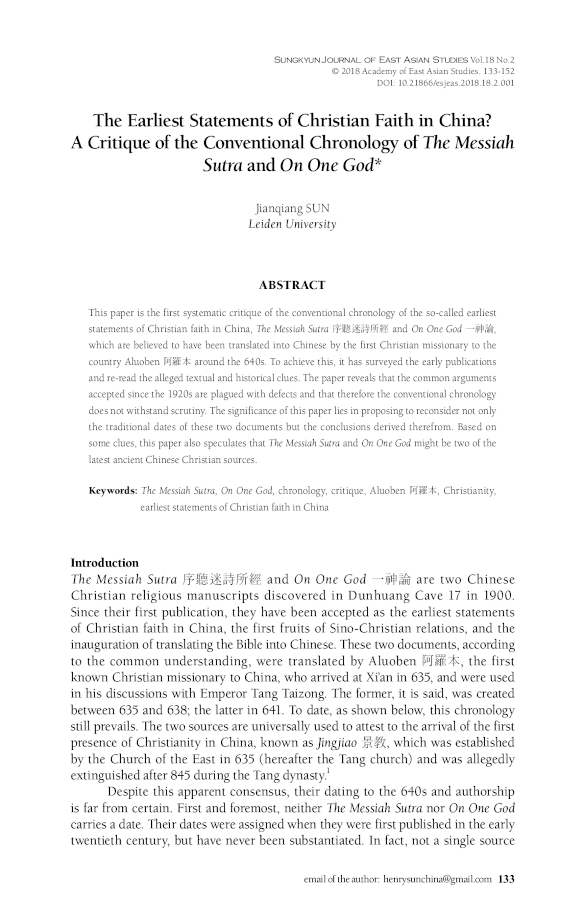 SUNGKYUN JOURNAL OF EAST ASIAN STUDIES Vol.18 No.2
© 2018 Academy of East Asian Studies. 133-152
DOI: 10.21866/esjeas.2018.18.2.001
The Earliest Statements of Christian Faith in China?
A Critique of the Conventional Chronology of The Messiah
Sutra and On One God*
Jianqiang SUN
Leiden University
ABSTRACT
This paper is the first systematic critique of the conventional chronology of the so-called earliest
statements of Christian faith in China, The Messiah Sutra 序聽迷詩所經 and On One God 一神論,
which are believed to have been translated into Chinese by the first Christian missionary to the
country Aluoben 阿羅本 around the 640s. To achieve this, it has surveyed the early publications
and re-read the alleged textual and historical clues. The paper reveals that the common arguments
accepted since the 1920s are plagued with defects and that therefore the conventional chronology
does not withstand scrutiny. The significance of this paper lies in proposing to reconsider not only
the traditional dates of these two documents but the conclusions derived therefrom. Based on
some clues, this paper also speculates that The Messiah Sutra and On One God might be two of the
latest ancient Chinese Christian sources.
Keywords: The Messiah Sutra, On One God, chronology, critique, Aluoben 阿羅本, Christianity,
earliest statements of Christian faith in China
Introduction
The Messiah Sutra 序聽迷詩所經 and On One God 一神論 are two Chinese
Christian religious manuscripts discovered in Dunhuang Cave 17 in 1900.
Since their first publication, they have been accepted as the earliest statements
of Christian faith in China, the first fruits of Sino-Christian relations, and the
inauguration of translating the Bible into Chinese. These two documents, according
to the common understanding, were translated by Aluoben 阿羅本, the first
known Christian missionary to China, who arrived at Xi'an in 635, and were used
in his discussions with Emperor Tang Taizong. The former, it is said, was created
between 635 and 638; the latter in 641. To date, as shown below, this chronology
still prevails. The two sources are universally used to attest to the arrival of the first
presence of Christianity in China, known as Jingjiao 景教, which was established
by the Church of the East in 635 (hereafter the Tang church) and was allegedly
extinguished after 845 during the Tang dynasty.1
Despite this apparent consensus, their dating to the 640s and authorship
is far from certain. First and foremost, neither The Messiah Sutra nor On One God
carries a date. Their dates were assigned when they were first published in the early
twentieth century, but have never been substantiated. In fact, not a single source
email of the author: henrysunchina@gmail.com 133